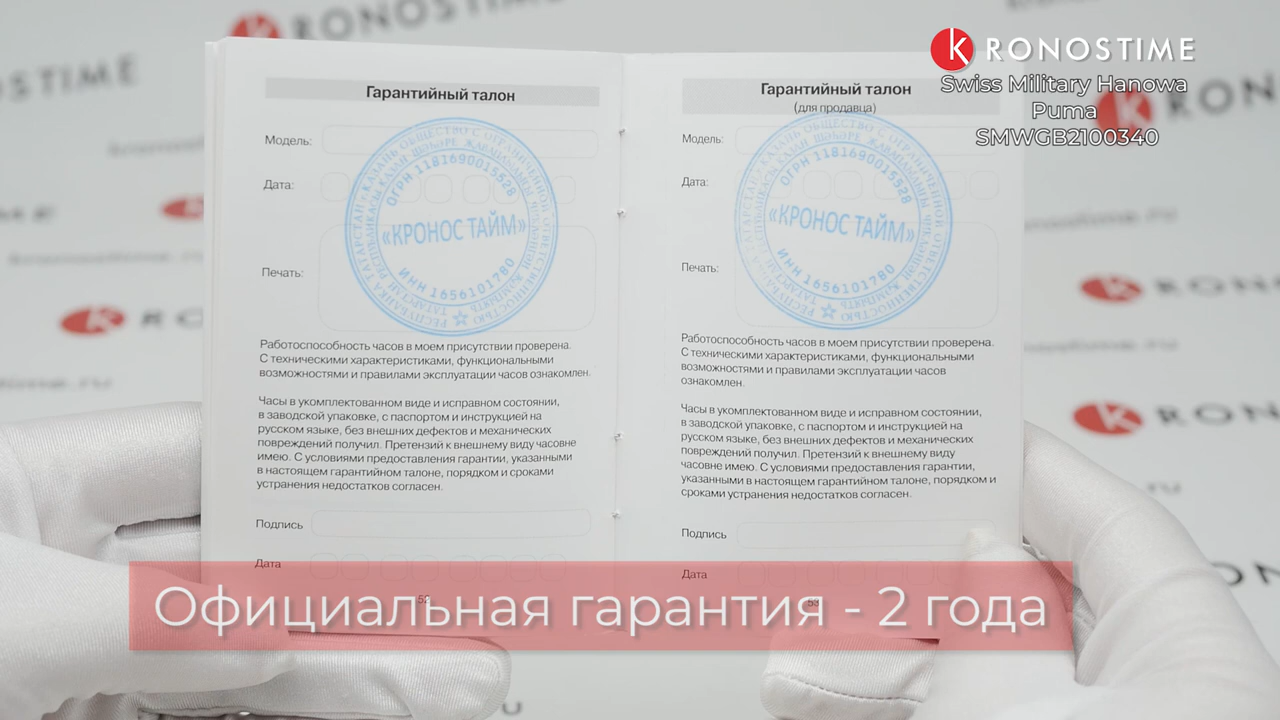 KRONOSTIME
Swiss Military Hanowa
Puma
SMWGB2100340
Гарантийный талон
Модель:
Дата:
Печать:
ОГРН 1181690015528
«КРОНОС ТАЙМ»
ИНН 1656101780
Работоспособность часов в моем присутствии проверена.
С техническими характеристиками, функциональными
возможностями и правилами эксплуатации часов ознакомлен.
Часы в укомплектованном виде и исправном состоянии,
в заводской упаковке, с паспортом и инструкцией на
русском языке, без внешних дефектов и механических
повреждений получил. Претензий к внешнему виду часовне
имею. С условиями предоставления гарантии, указанными
в настоящем гарантийном талоне, порядком и сроками
устранения недостатков согласен.
Подпись
Дата
52
Гарантийный талон
(для продавца)
Модель:
Дата:
Печать:
ОГРН 1181690015528
«КРОНОС ТАЙМ»
ИНН 1656101780
Работоспособность часов в моем присутствии проверена.
С техническими характеристиками, функциональными
возможностями и правилами эксплуатации часов
ознакомлен.
Часы в укомплектованном виде и исправном состоянии,
в заводской упаковке, с паспортом и инструкцией на
русском языке, без внешних дефектов и механических
повреждений получил. Претензий к внешнему виду
часовне имею. С условиями предоставления гарантии,
указанными в настоящем гарантийном талоне, порядком и
сроками устранения недостатков согласен.
Подпись
Дата
53
Официальная гарантия - 2 года